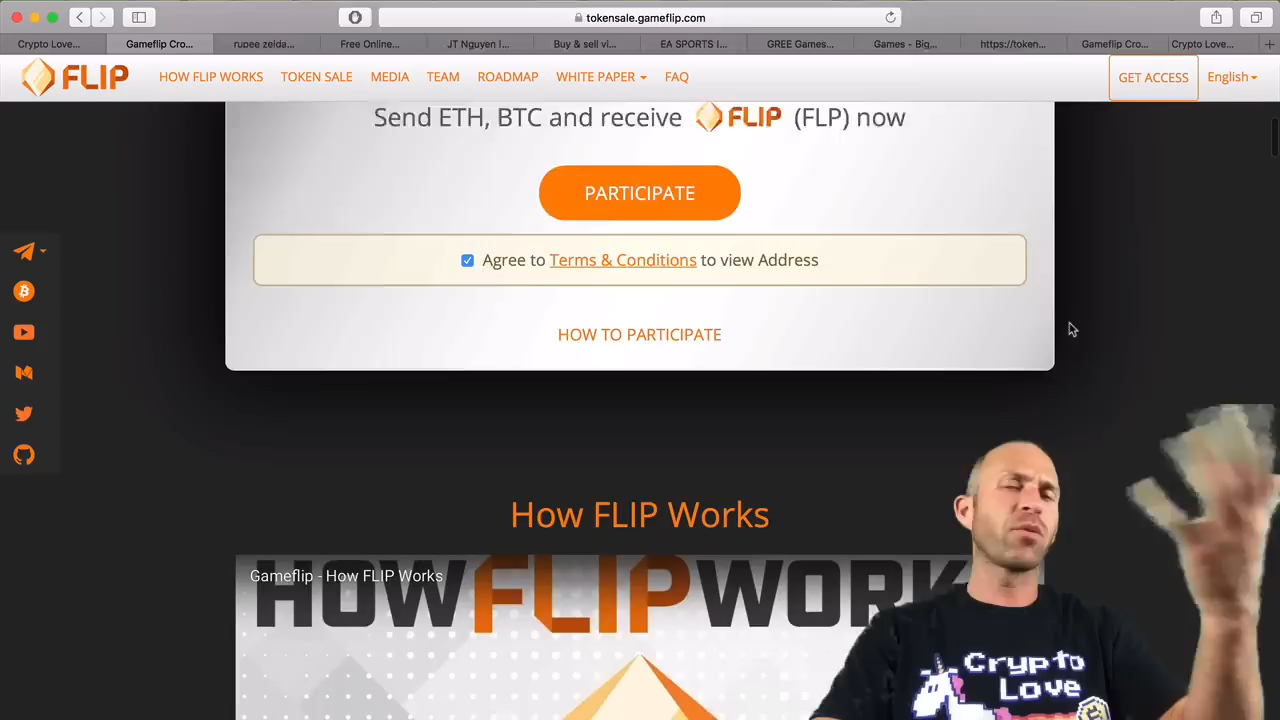 tokensale.gameflip.com
Crypto Love...
Gameflip Cro...
rupee zelda...
Free Online...
JT Nguyen I...
Buy & sell vi...
EA SPORTS I...
GREE Games...
Games - Big...
https://token...
Gameflip Cro...
Crypto Love...
FLIP
HOW FLIP WORKS
TOKEN SALE
MEDIA
TEAM
ROADMAP
WHITE PAPER
FAQ
GET ACCESS
English
Send ETH, BTC and receive FLIP (FLP) now
PARTICIPATE
Agree to Terms & Conditions to view Address
HOW TO PARTICIPATE
How FLIP Works
Gameflip - How FLIP Works
HOWFLIPWORK
Crypto
Love